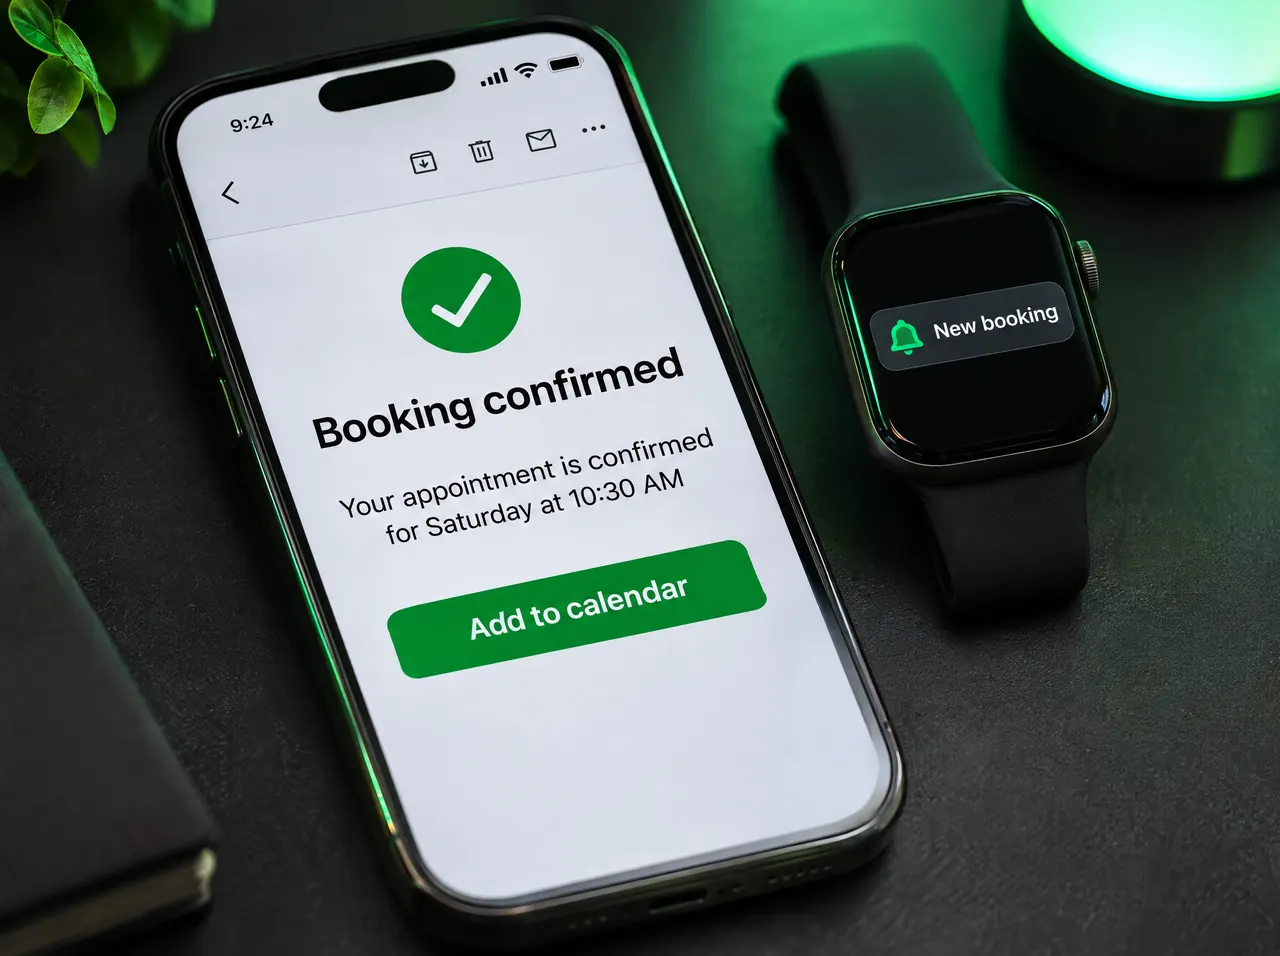 9:24
Booking confirmed
Your appointment is confirmed
for Saturday at 10:30 AM
Add to calendar
New booking